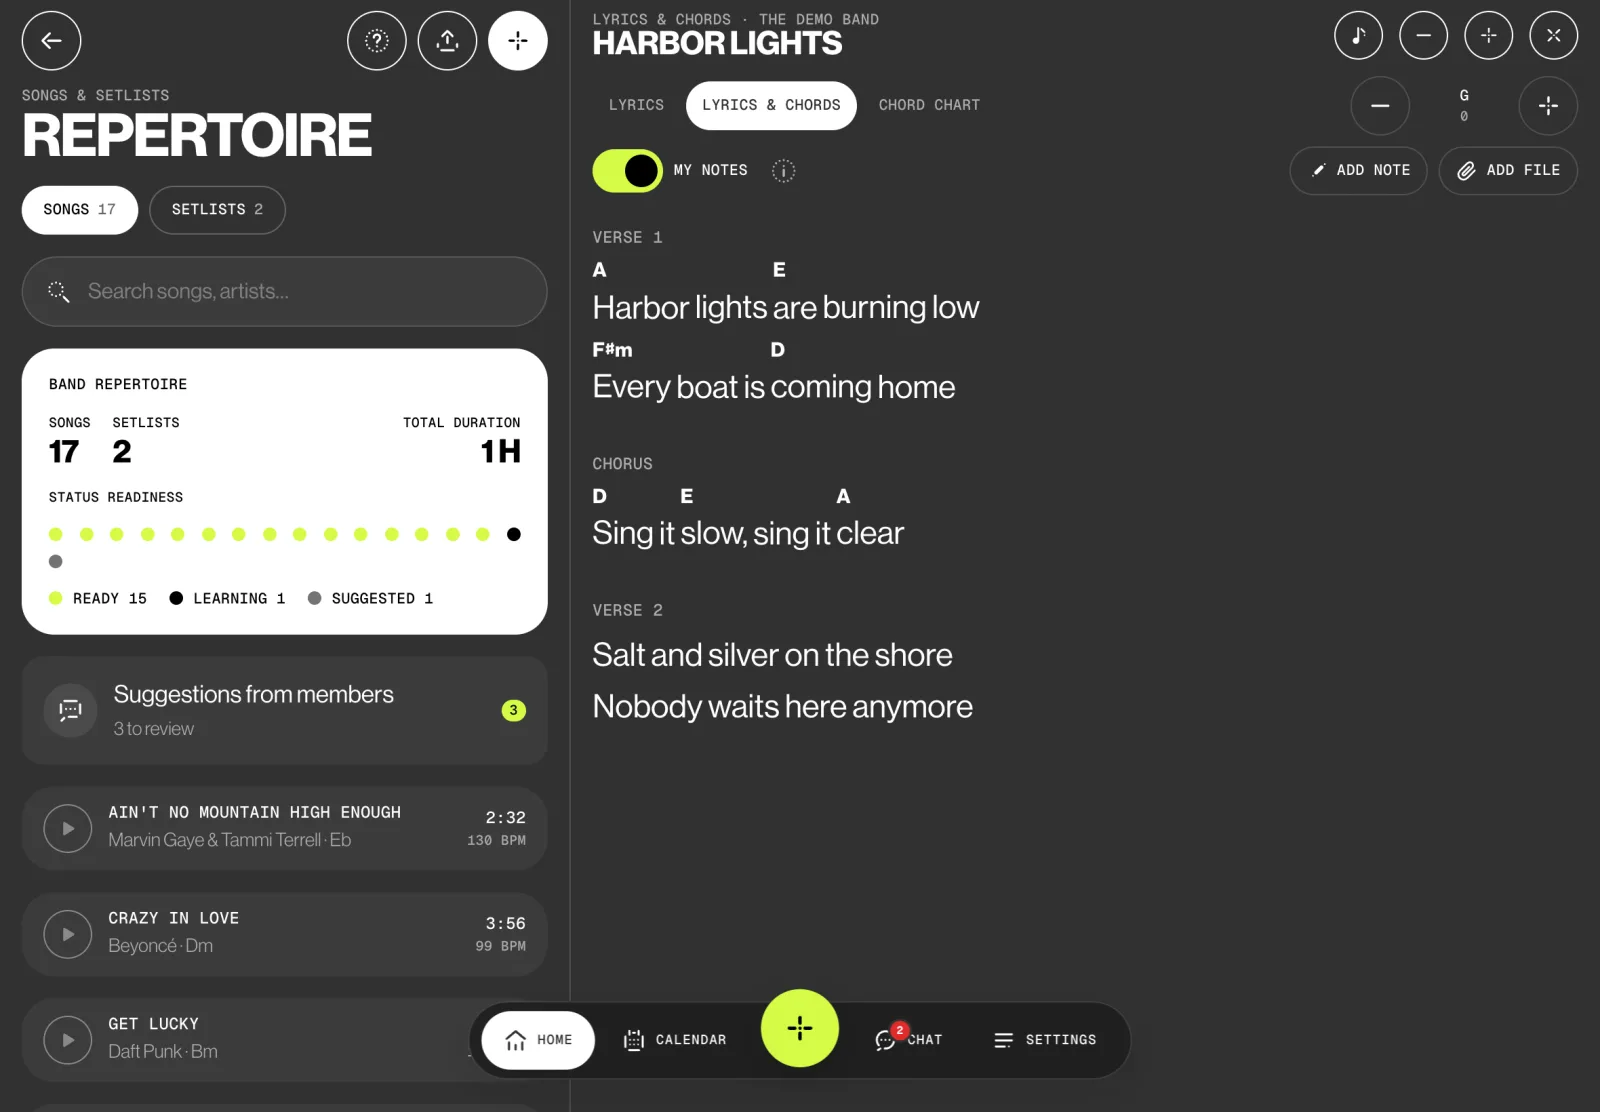 SONGS & SETLISTS
REPERTOIRE
SONGS 17
SETLISTS 2
Search songs, artists...
BAND REPERTOIRE
SONGS SETLISTS TOTAL DURATION
17 2 1H
STATUS READINESS
READY 15 LEARNING 1 SUGGESTED 1
Suggestions from members
3 to review
3
AIN'T NO MOUNTAIN HIGH ENOUGH
Marvin Gaye & Tammi Terrell · Eb
2:32
130 BPM
CRAZY IN LOVE
Beyoncé · Dm
3:56
99 BPM
GET LUCKY
Daft Punk · Bm
LYRICS & CHORDS · THE DEMO BAND
HARBOR LIGHTS
LYRICS LYRICS & CHORDS CHORD CHART
G
0
MY NOTES
ADD NOTE
ADD FILE
VERSE 1
A E
Harbor lights are burning low
F#m D
Every boat is coming home
CHORUS
D E A
Sing it slow, sing it clear
VERSE 2
Salt and silver on the shore
Nobody waits here anymore
HOME
CALENDAR
2
CHAT
SETTINGS